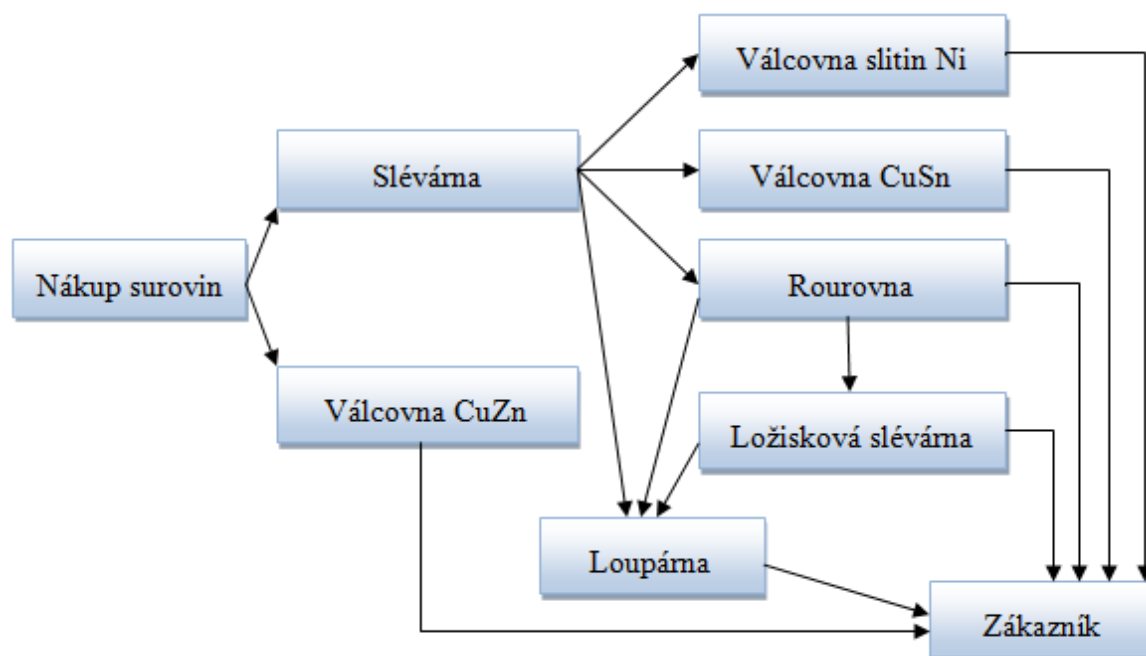 Válcovna slitin Ni
Slévárna
Válcovna CuSn
Nákup surovin
Rourovna
Válcovna CuZn
Ložisková slévárna
Loupárna
Zákazník